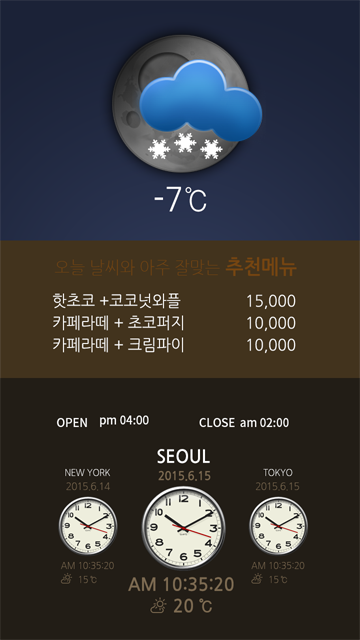 -7℃
오늘 날씨와 아주 잘맞는 추천메뉴
핫초코 +코코넛와플 15,000
카페라떼 + 초코퍼지 10,000
카페라떼 + 크림파이 10,000
OPEN pm 04:00 CLOSE am 02:00
SEOUL
2015.6.15
NEW YORK
2015.6.14
TOKYO
2015.6.15
AM 10:35:20
15℃
AM 10:35:20
20 ℃
AM 10:35:20
15℃